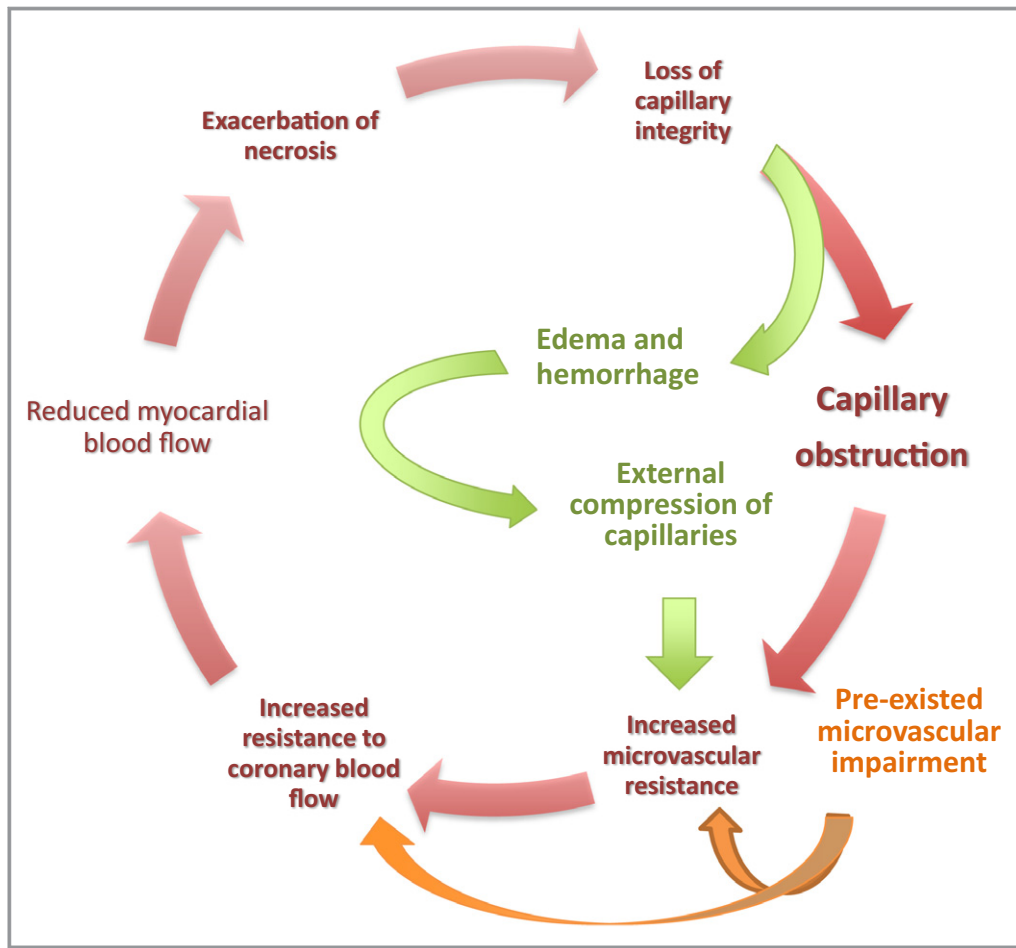 Loss of
capillary
integrity
Exacerbation of
necrosis
Edema and
hemorrhage
Capillary
obstruction
Reduced myocardial
blood flow
External
compression of
capillaries
Pre-existed
microvascular
impairment
Increased
microvascular
resistance
Increased
resistance to
coronary blood
flow